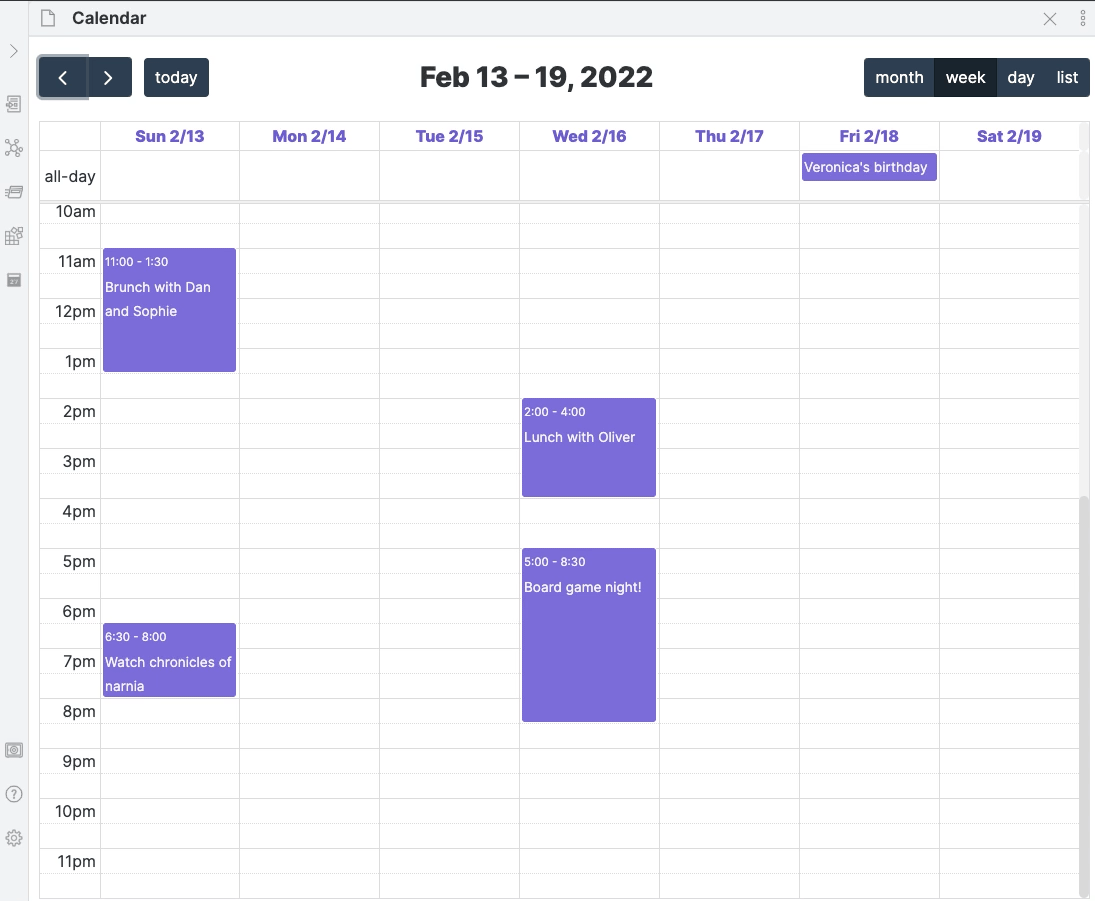 Calendar
today
Feb 13 – 19, 2022
month week day list
Sun 2/13 Mon 2/14 Tue 2/15 Wed 2/16 Thu 2/17 Fri 2/18 Sat 2/19
all-day
Veronica's birthday
10am
11am
11:00 - 1:30
Brunch with Dan
and Sophie
12pm
1pm
2pm
2:00 - 4:00
Lunch with Oliver
3pm
4pm
5pm
5:00 - 8:30
Board game night!
6pm
6:30 - 8:00
Watch chronicles of
narnia
7pm
8pm
9pm
10pm
11pm